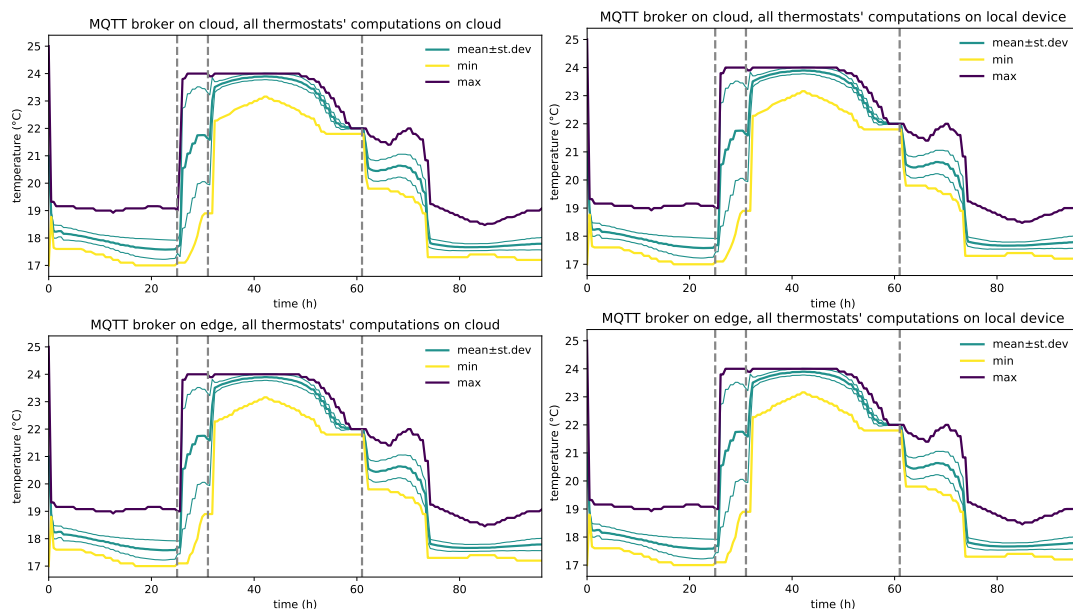 MQTT broker on cloud, all thermostats' computations on cloud
25
24
23
22
21
20
19
18
17
temperature (°C)
mean±st.dev
min
max
0
20
40
60
80
time (h)
MQTT broker on cloud, all thermostats' computations on local device
25
24
23
22
21
20
19
18
17
temperature (°C)
mean±st.dev
min
max
0
20
40
60
80
time (h)
MQTT broker on edge, all thermostats' computations on cloud
25
24
23
22
21
20
19
18
17
temperature (°C)
mean±st.dev
min
max
0
20
40
60
80
time (h)
MQTT broker on edge, all thermostats' computations on local device
25
24
23
22
21
20
19
18
17
temperature (°C)
mean±st.dev
min
max
0
20
40
60
80
time (h)